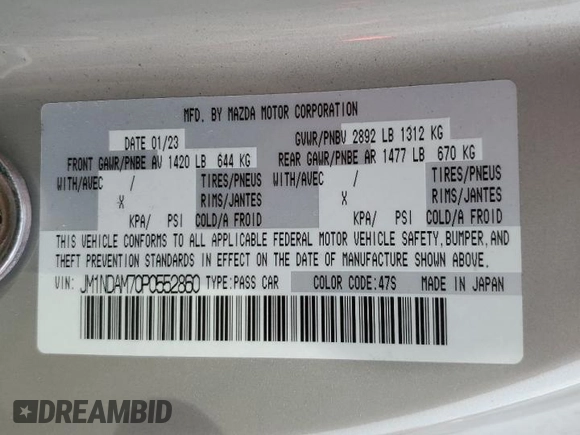 MFD. BY MAZDA MOTOR CORPORATION
DATE 01/23 GVWR/PNBV 2892 LB 1312 KG
FRONT GAWR/PNBE AV 1420 LB 644 KG REAR GAWR/PNBE AR 1477 LB 670 KG
WITH/AVEC / TIRES/PNEUS WITH/AVEC / TIRES/PNEUS
X RIMS/JANTES X RIMS/JANTES
KPA/ PSI COLD/A FROID KPA/ PSI COLD/A FROID
THIS VEHICLE CONFORMS TO ALL APPLICABLE FEDERAL MOTOR VEHICLE SAFETY, BUMPER, AND
THEFT PREVENTION STANDARDS IN EFFECT ON THE DATE OF MANUFACTURE SHOWN ABOVE.
VIN: JM1NDAM70P0552850 TYPE: PASS CAR COLOR CODE: 47S MADE IN JAPAN
DREAMBID